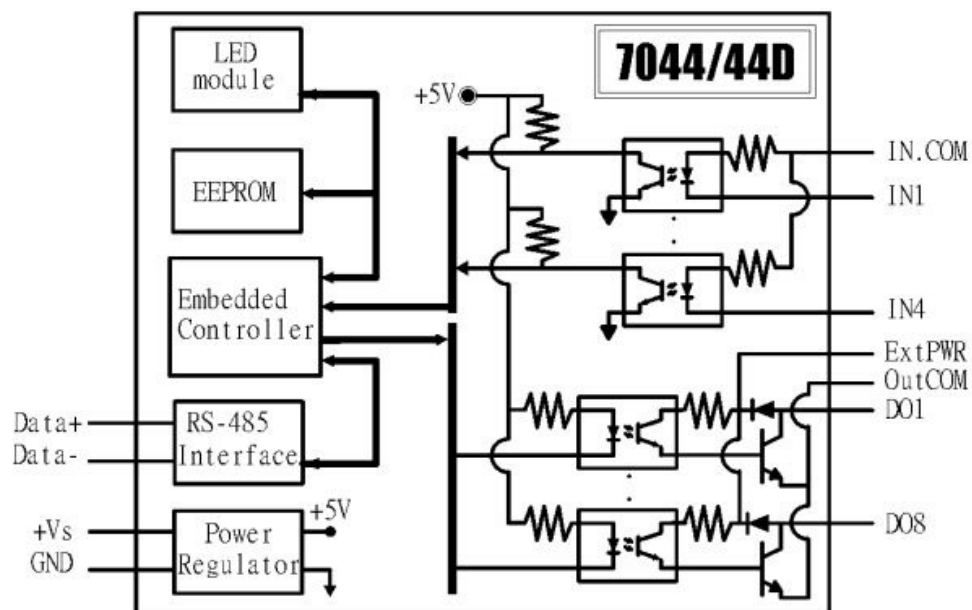 7044/44D
LED
module
+5V
EEPROM
IN.COM
IN1
Embedded
Controller
IN4
ExtPWR
OutCOM
Data+
RS-485
DO1
Data-
Interface
+5V
+Vs
Power
DO8
GND
Regulator